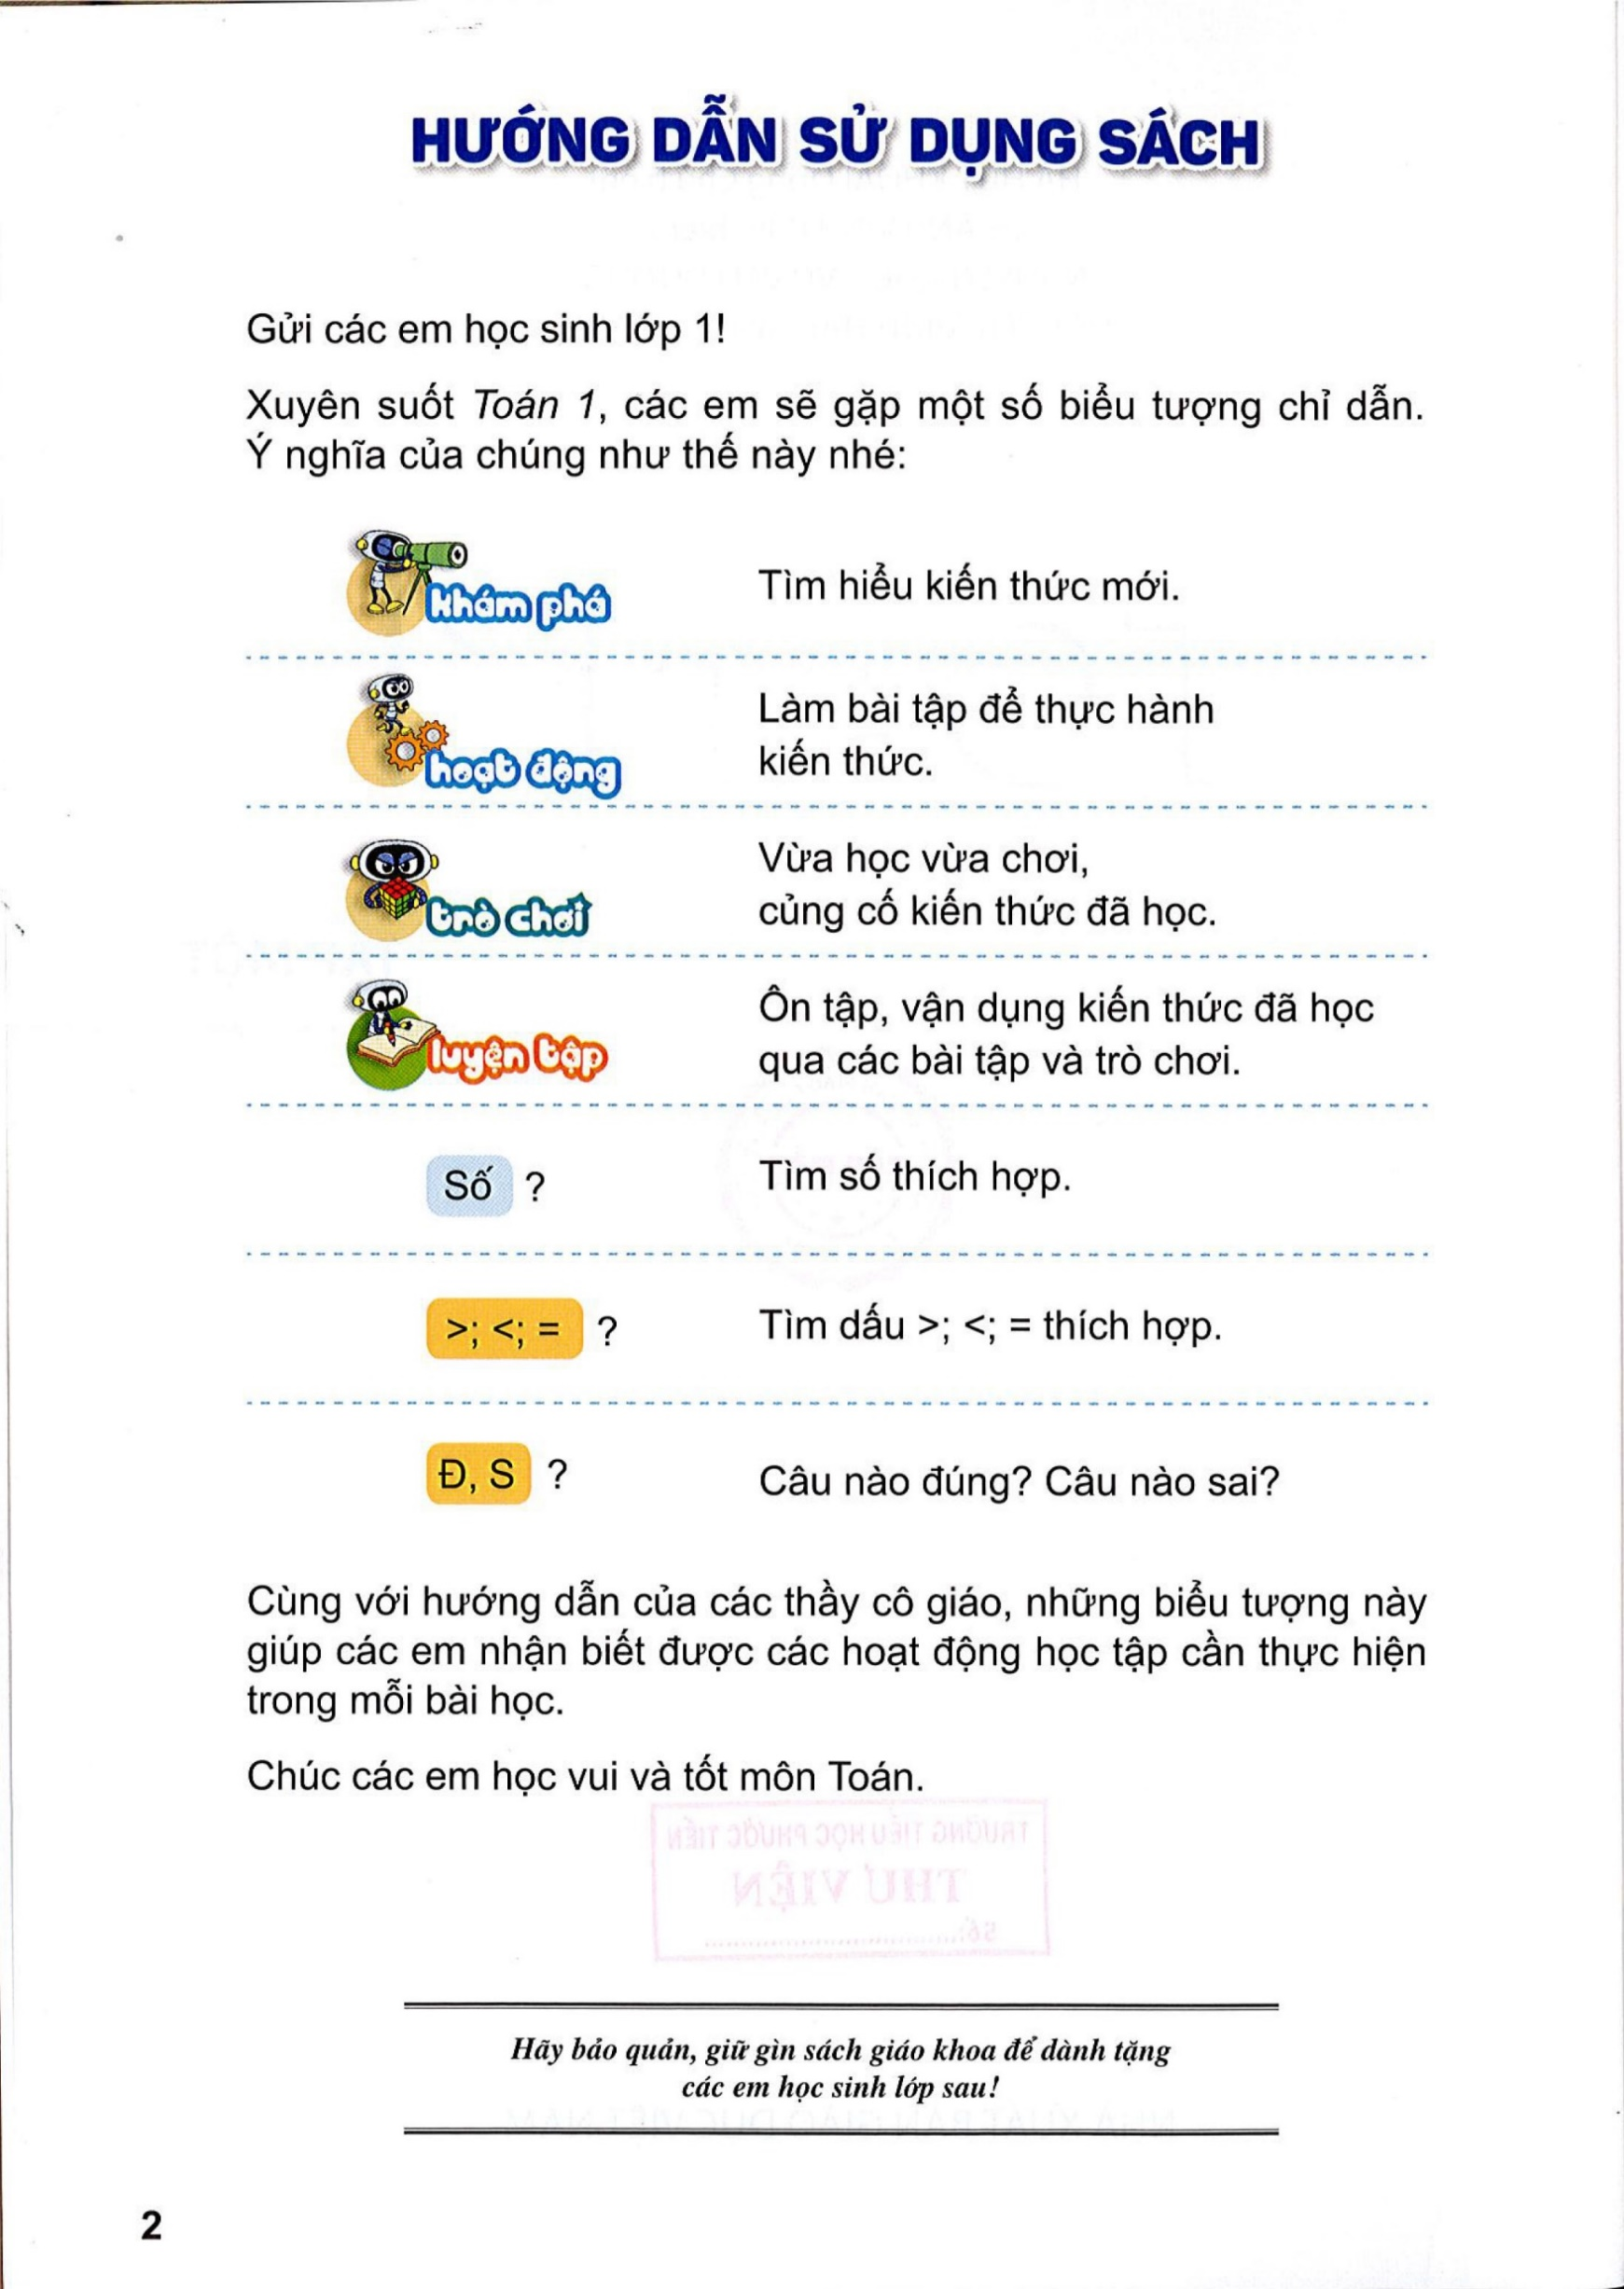 HƯỚNG DẪN SỬ DỤNG SÁCH
Gửi các em học sinh lớp 1!
Xuyên suốt Toán 1, các em sẽ gặp một số biểu tượng chỉ dẫn.
Ý nghĩa của chúng như thế này nhé:
khám phá
Tìm hiểu kiến thức mới.
hoạt động
Làm bài tập để thực hành
kiến thức.
trò chơi
Vừa học vừa chơi,
củng cố kiến thức đã học.
luyện tập
Ôn tập, vận dụng kiến thức đã học
qua các bài tập và trò chơi.
Số ?
Tìm số thích hợp.
>; <; = ?
Tìm dấu >; <; = thích hợp.
Đ, S ?
Câu nào đúng? Câu nào sai?
Cùng với hướng dẫn của các thầy cô giáo, những biểu tượng này
giúp các em nhận biết được các hoạt động học tập cần thực hiện
trong mỗi bài học.
Chúc các em học vui và tốt môn Toán.
TRƯỜNG TIỂU HỌC PHƯỚC TIẾN
THƯ VIỆN
Số:
Hãy bảo quản, giữ gìn sách giáo khoa để dành tặng
các em học sinh lớp sau!
2